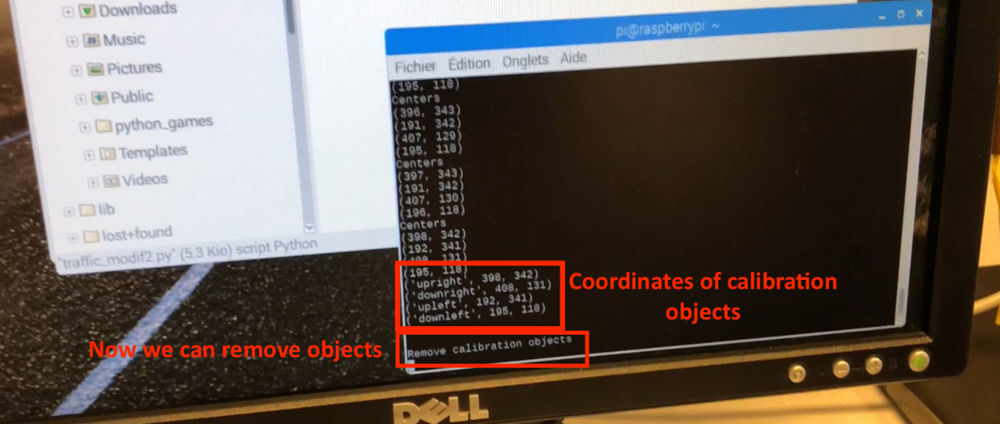 Downloads
Music
Pictures
Public
python_games
Templates
Videos
lib
lost+found
"traffic_modif2.py" (5,3 Kio) script Python
pi@raspberrypi: ~
Fichier Édition Onglets Aide
(195, 118)
Centers
(396, 343)
(191, 342)
(407, 129)
(195, 118)
Centers
(397, 343)
(191, 342)
(407, 130)
(196, 118)
Centers
(398, 342)
(192, 341)
(408, 131)
(195, 118)
('upright', 398, 342)
('downright', 408, 131)
('upleft', 192, 341)
('downleft', 195, 118)
Remove calibration objects
Coordinates of calibration
objects
Now we can remove objects
DELL